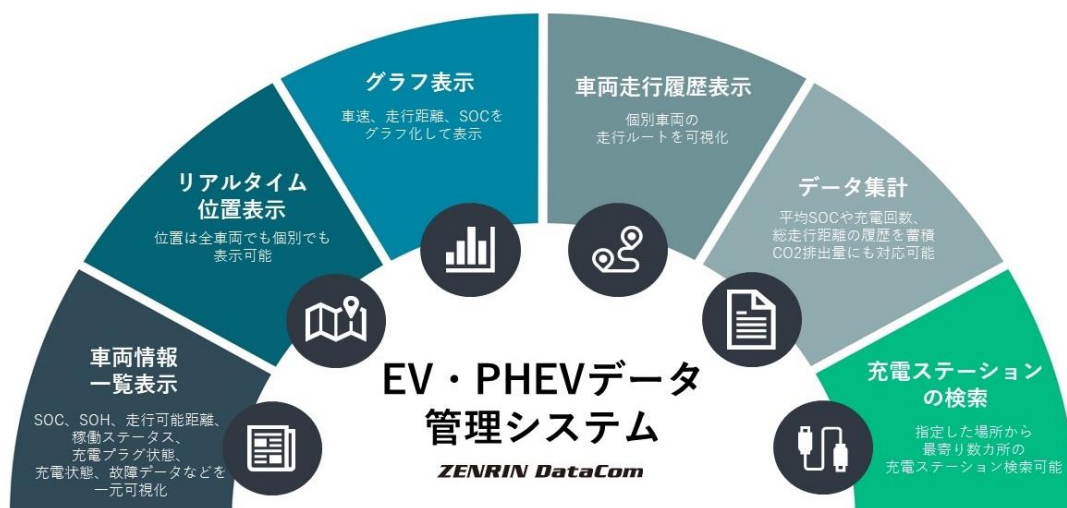 車両情報
一覧表示
SOC、SOH、走行可能距離、
稼働ステータス、
充電プラグ状態、
充電状態、故障データなどを
一元可視化
リアルタイム
位置表示
位置は全車両でも個別でも
表示可能
グラフ表示
車速、走行距離、SOCを
グラフ化して表示
車両走行履歴表示
個別車両の
走行ルートを可視化
データ集計
平均SOCや充電回数、
総走行距離の履歴を蓄積
CO2排出量にも対応可能
充電ステーション
の検索
指定した場所から
最寄り数カ所の
充電ステーション検索可能
EV・PHEVデータ
管理システム
ZENRIN DataCom